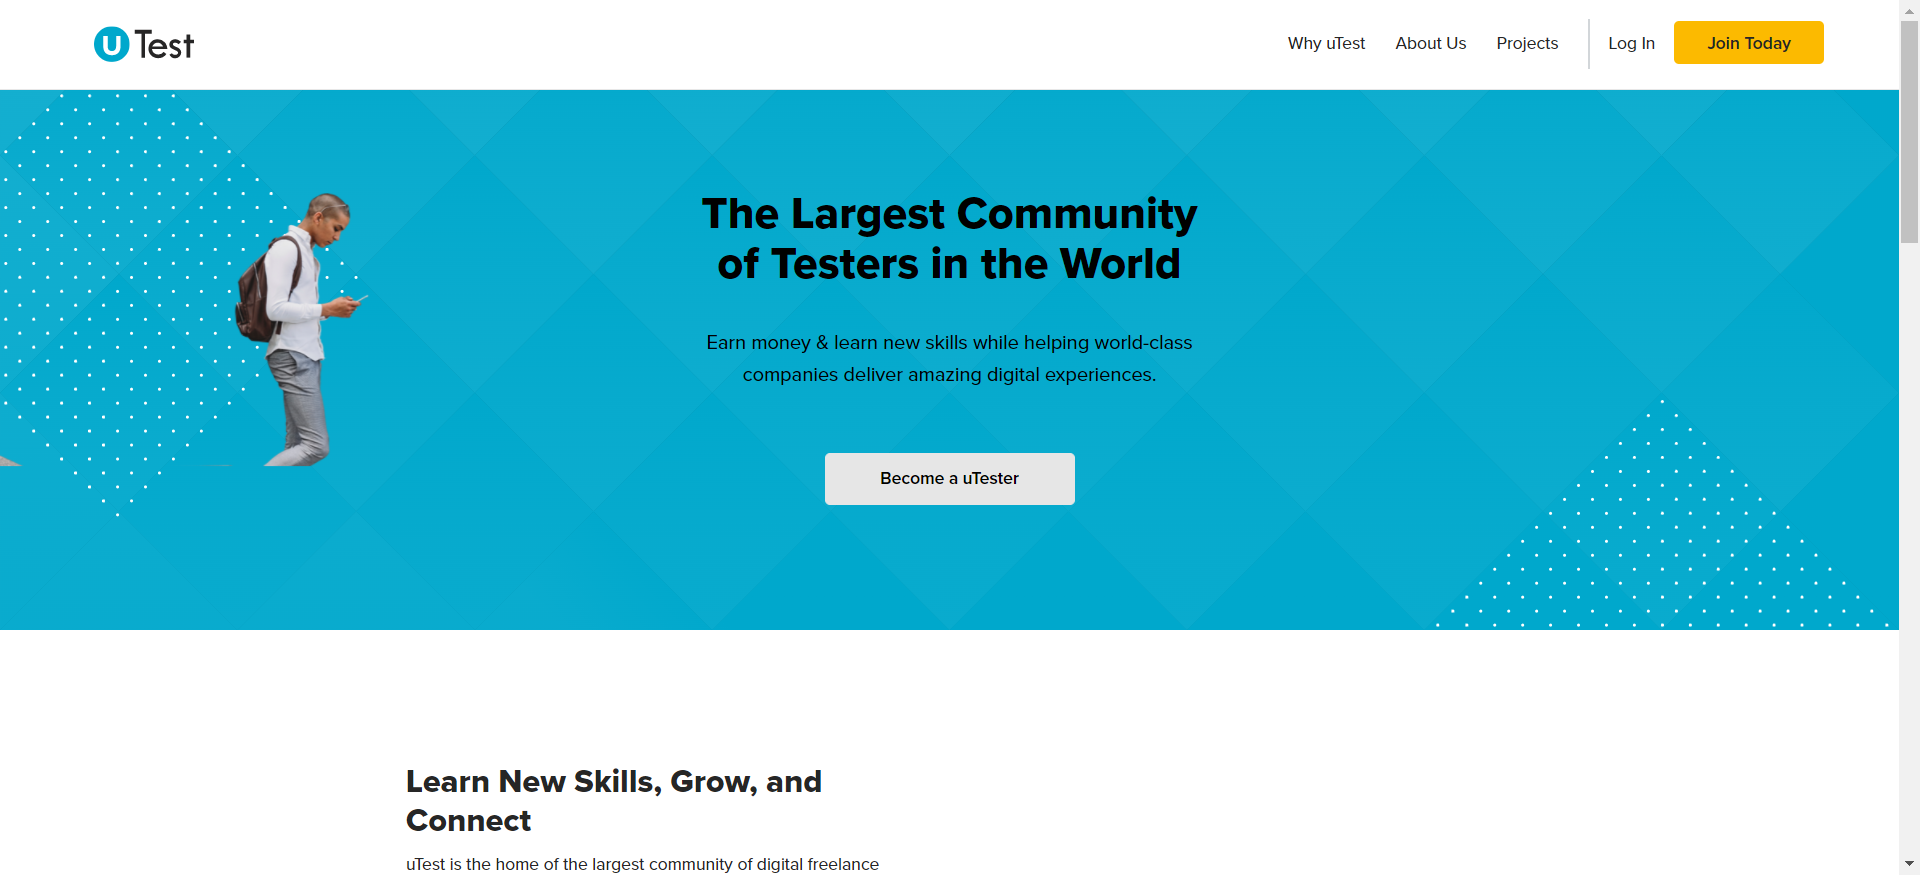 uTest
Why uTest
About Us
Projects
Log In
Join Today
The Largest Community
of Testers in the World
Earn money & learn new skills while helping world-class
companies deliver amazing digital experiences.
Become a uTester
Learn New Skills, Grow, and
Connect
uTest is the home of the largest community of digital freelance